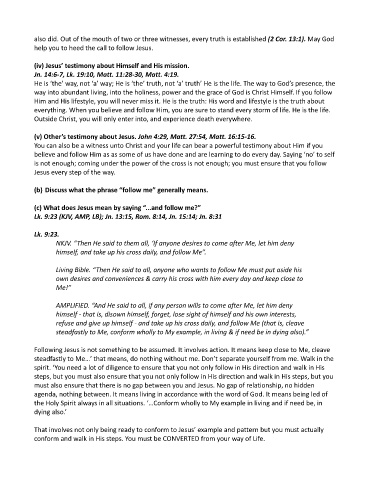 also did. Out of the mouth of two or three witnesses, every truth is established (2 Cor. 13:1). May God
help you to heed the call to follow Jesus.
(iv) Jesus’ testimony about Himself and His mission.
Jn. 14:6-7, Lk. 19:10, Matt. 11:28-30, Matt. 4:19.
He is ‘the’ way, not ‘a’ way; He is ‘the’ truth, not ‘a’ truth’ He is the life. The way to God’s presence, the
way into abundant living, into the holiness, power and the grace of God is Christ Himself. If you follow
Him and His lifestyle, you will never miss it. He is the truth: His word and lifestyle is the truth about
everything. When you believe and follow Him, you are sure to stand every storm of life. He is the life.
Outside Christ, you will only enter into, and experience death everywhere.
(v) Other’s testimony about Jesus. John 4:29, Matt. 27:54, Matt. 16:15-16.
You can also be a witness unto Christ and your life can bear a powerful testimony about Him if you
believe and follow Him as as some of us have done and are learning to do every day. Saying ‘no’ to self
is not enough; coming under the power of the cross is not enough; you must ensure that you follow
Jesus every step of the way.
(b) Discuss what the phrase “follow me” generally means.
(c) What does Jesus mean by saying “...and follow me?”
Lk. 9:23 (KJV, AMP, LB); Jn. 13:15, Rom. 8:14, Jn. 15:14; Jn. 8:31
Lk. 9:23.
NKJV. “Then He said to them all, ‘If anyone desires to come after Me, let him deny
himself, and take up his cross daily, and follow Me”.
Living Bible. “Then He said to all, anyone who wants to follow Me must put aside his
own desires and conveniences & carry his cross with him every day and keep close to
Me!”
AMPLIFIED. “And He said to all, if any person wills to come after Me, let him deny
himself - that is, disown himself, forget, lose sight of himself and his own interests,
refuse and give up himself - and take up his cross daily, and follow Me (that is, cleave
steadfastly to Me, conform wholly to My example, in living & if need be in dying also).”
Following Jesus is not something to be assumed. It involves action. It means keep close to Me, cleave
steadfastly to Me…’ that means, do nothing without me. Don’t separate yourself from me. Walk in the
spirit. ‘You need a lot of diligence to ensure that you not only follow in His direction and walk in His
steps, but you must also ensure that you not only follow in His direction and walk in His steps, but you
must also ensure that there is no gap between you and Jesus. No gap of relationship, no hidden
agenda, nothing between. It means living in accordance with the word of God. It means being led of
the Holy Spirit always in all situations. ‘…Conform wholly to My example in living and if need be, in
dying also.’
That involves not only being ready to conform to Jesus’ example and pattern but you must actually
conform and walk in His steps. You must be CONVERTED from your way of Life.